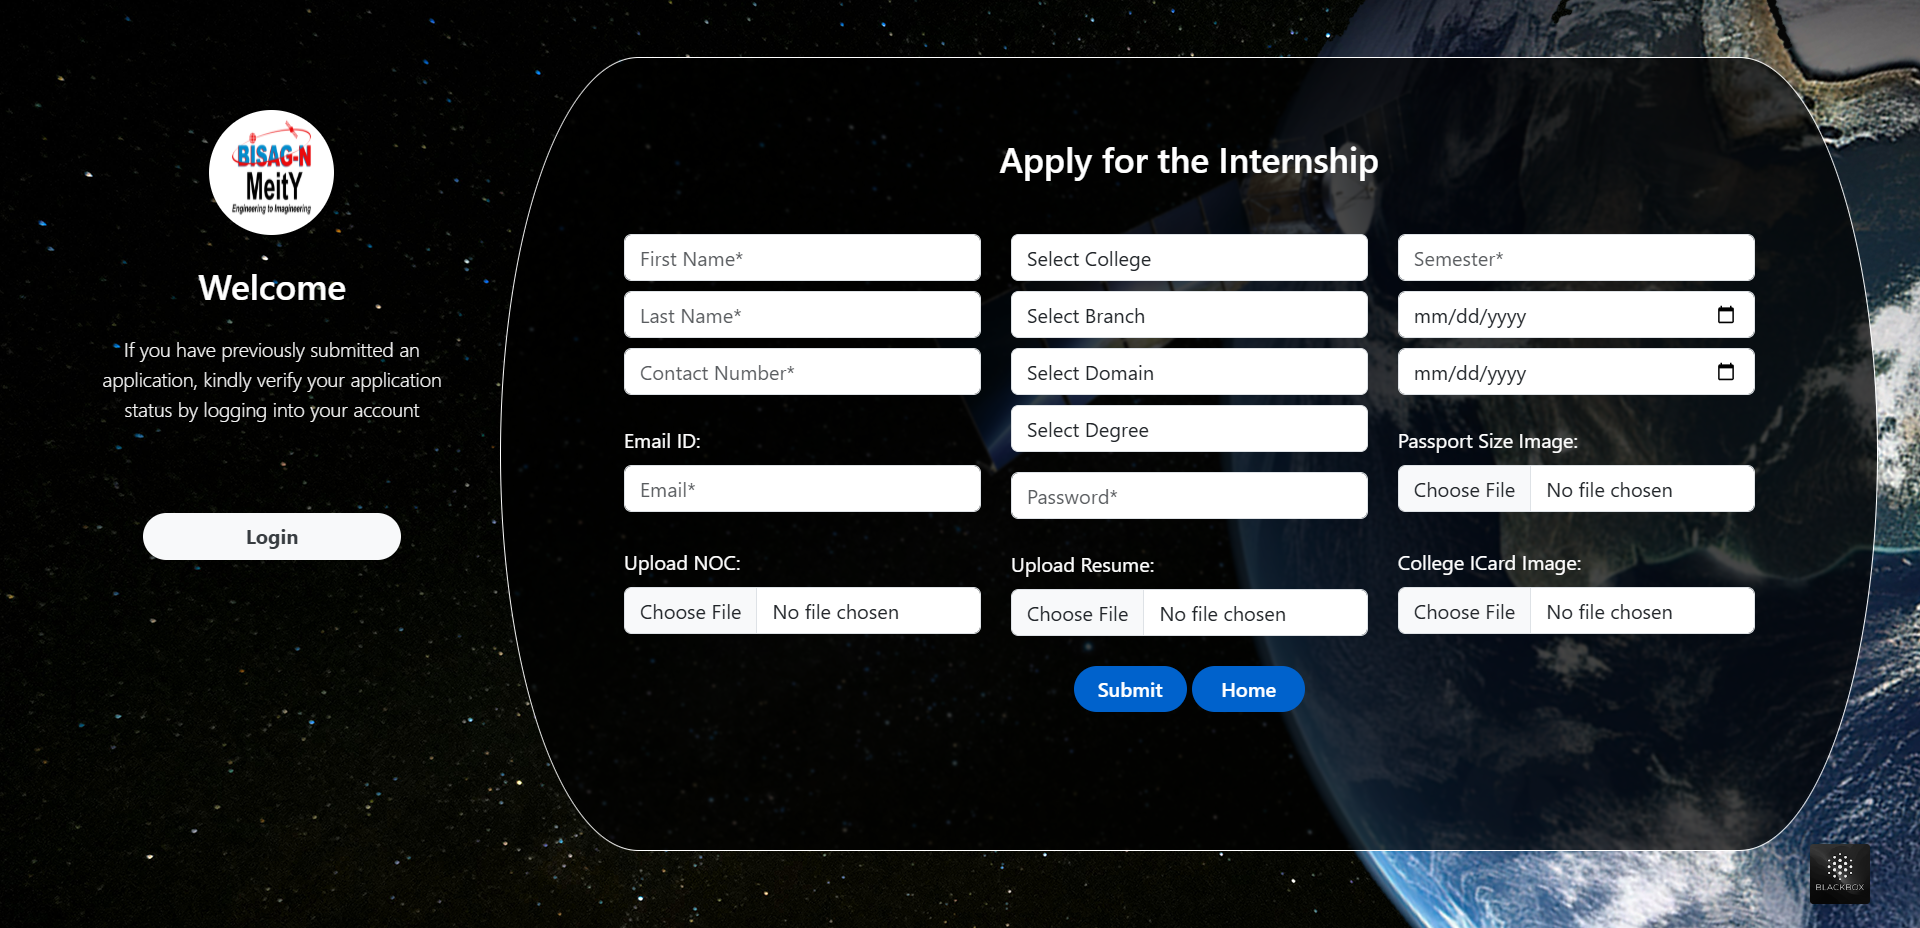 BISAG-N
MeitY
Engineering to Imagineering
Welcome
If you have previously submitted an
application, kindly verify your application
status by logging into your account
Login
Apply for the Internship
First Name*
Last Name*
Contact Number*
Email ID:
Email*
Upload NOC:
Choose File No file chosen
Select College
Select Branch
Select Domain
Select Degree
Password*
Upload Resume:
Choose File No file chosen
Semester*
mm/dd/yyyy
mm/dd/yyyy
Passport Size Image:
Choose File No file chosen
College ICard Image:
Choose File No file chosen
Submit Home
BLACKBOX